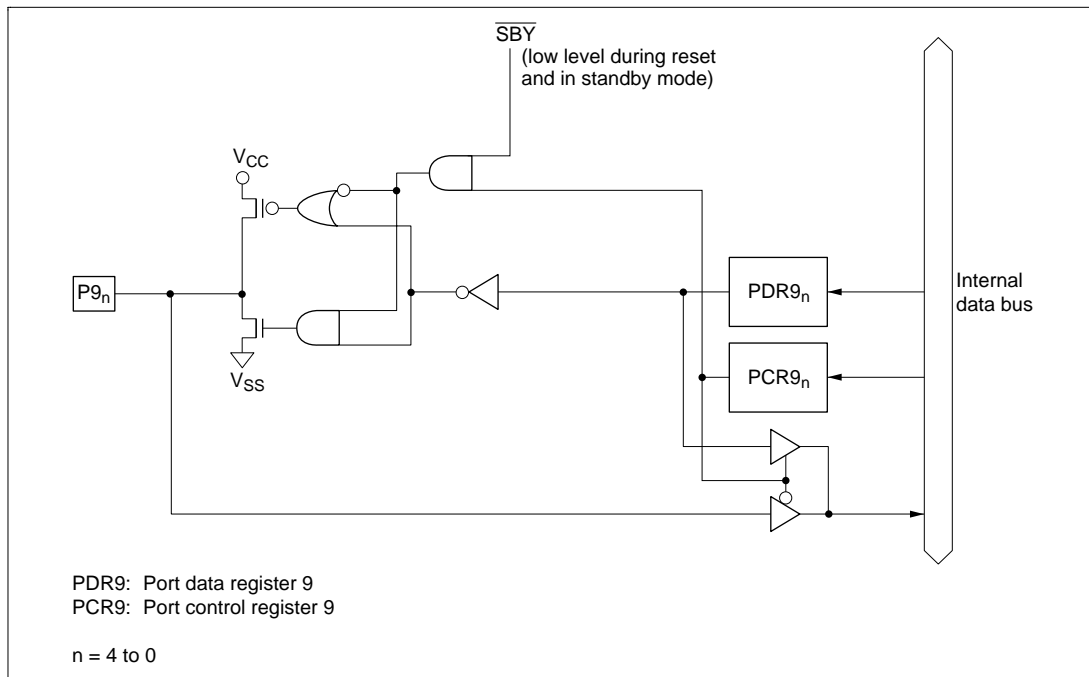 SBY
(low level during reset
and in standby mode)
VCC
P9n
VSS
PDR9n
PCR9n
Internal
data bus
PDR9: Port data register 9
PCR9: Port control register 9
n = 4 to 0